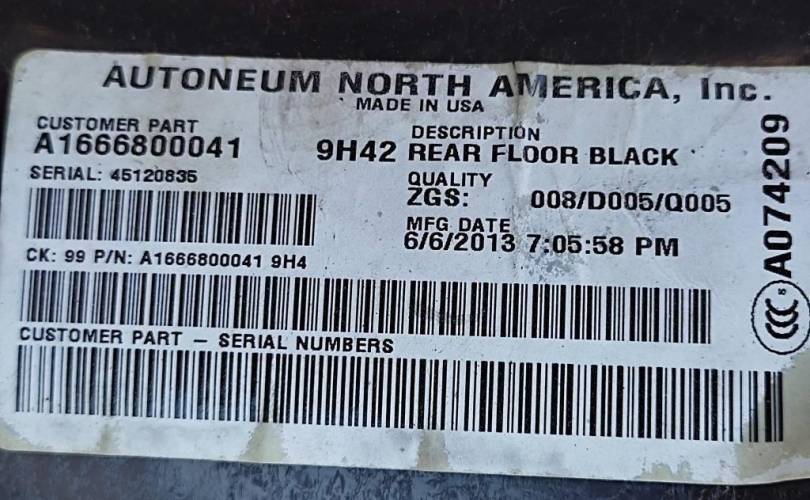 AUTONEUM NORTH AMERICA, Inc.
MADE IN USA
CUSTOMER PART
A1666800041
DESCRIPTION
9H42 REAR FLOOR BLACK
SERIAL: 45120835
QUALITY
ZGS: 008/D005/Q005
MFG DATE
6/6/2013 7:05:58 PM
CK: 99 P/N: A1666800041 9H4
CUSTOMER PART - SERIAL NUMBERS
CCC S A074209